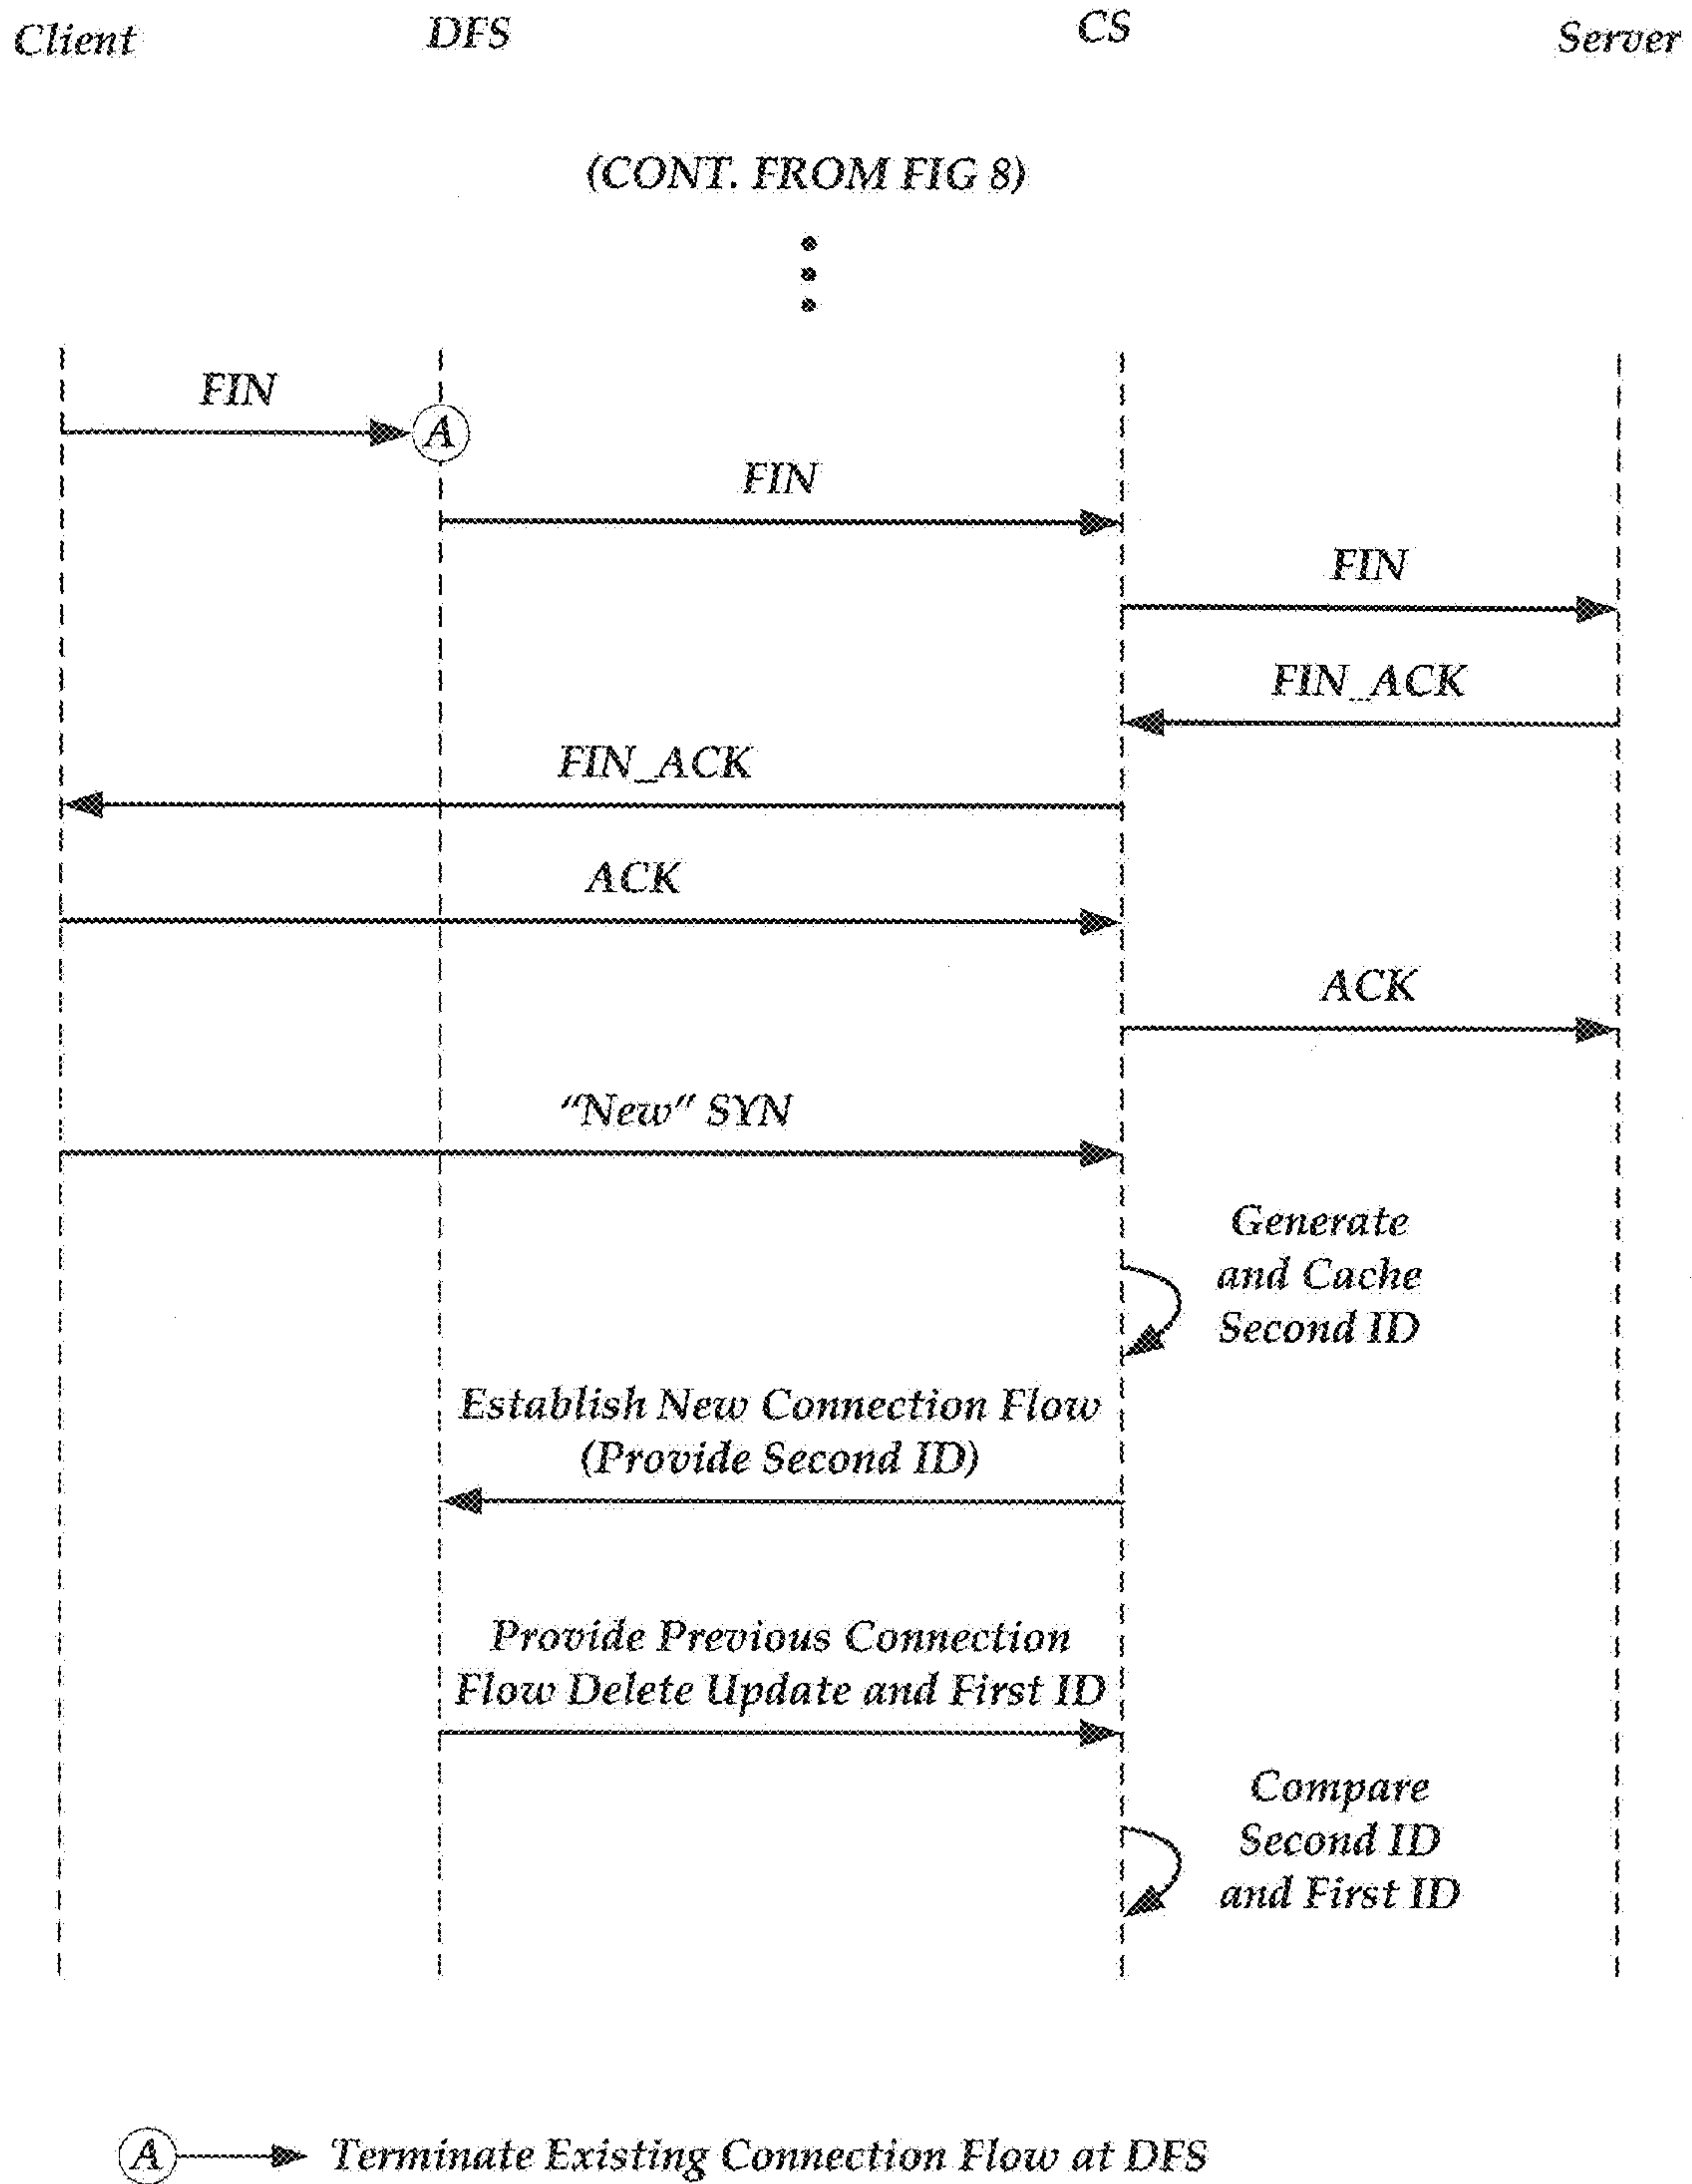 Client DFS CS Server
(CONT. FROM FIG 8)
FIN
A
FIN
FIN
FIN_ACK
FIN_ACK
ACK
ACK
"New" SYN
Generate
and Cache
Second ID
Establish New Connection Flow
(Provide Second ID)
Provide Previous Connection
Flow Delete Update and First ID
Compare
Second ID
and First ID
A Terminate Existing Connection Flow at DFS